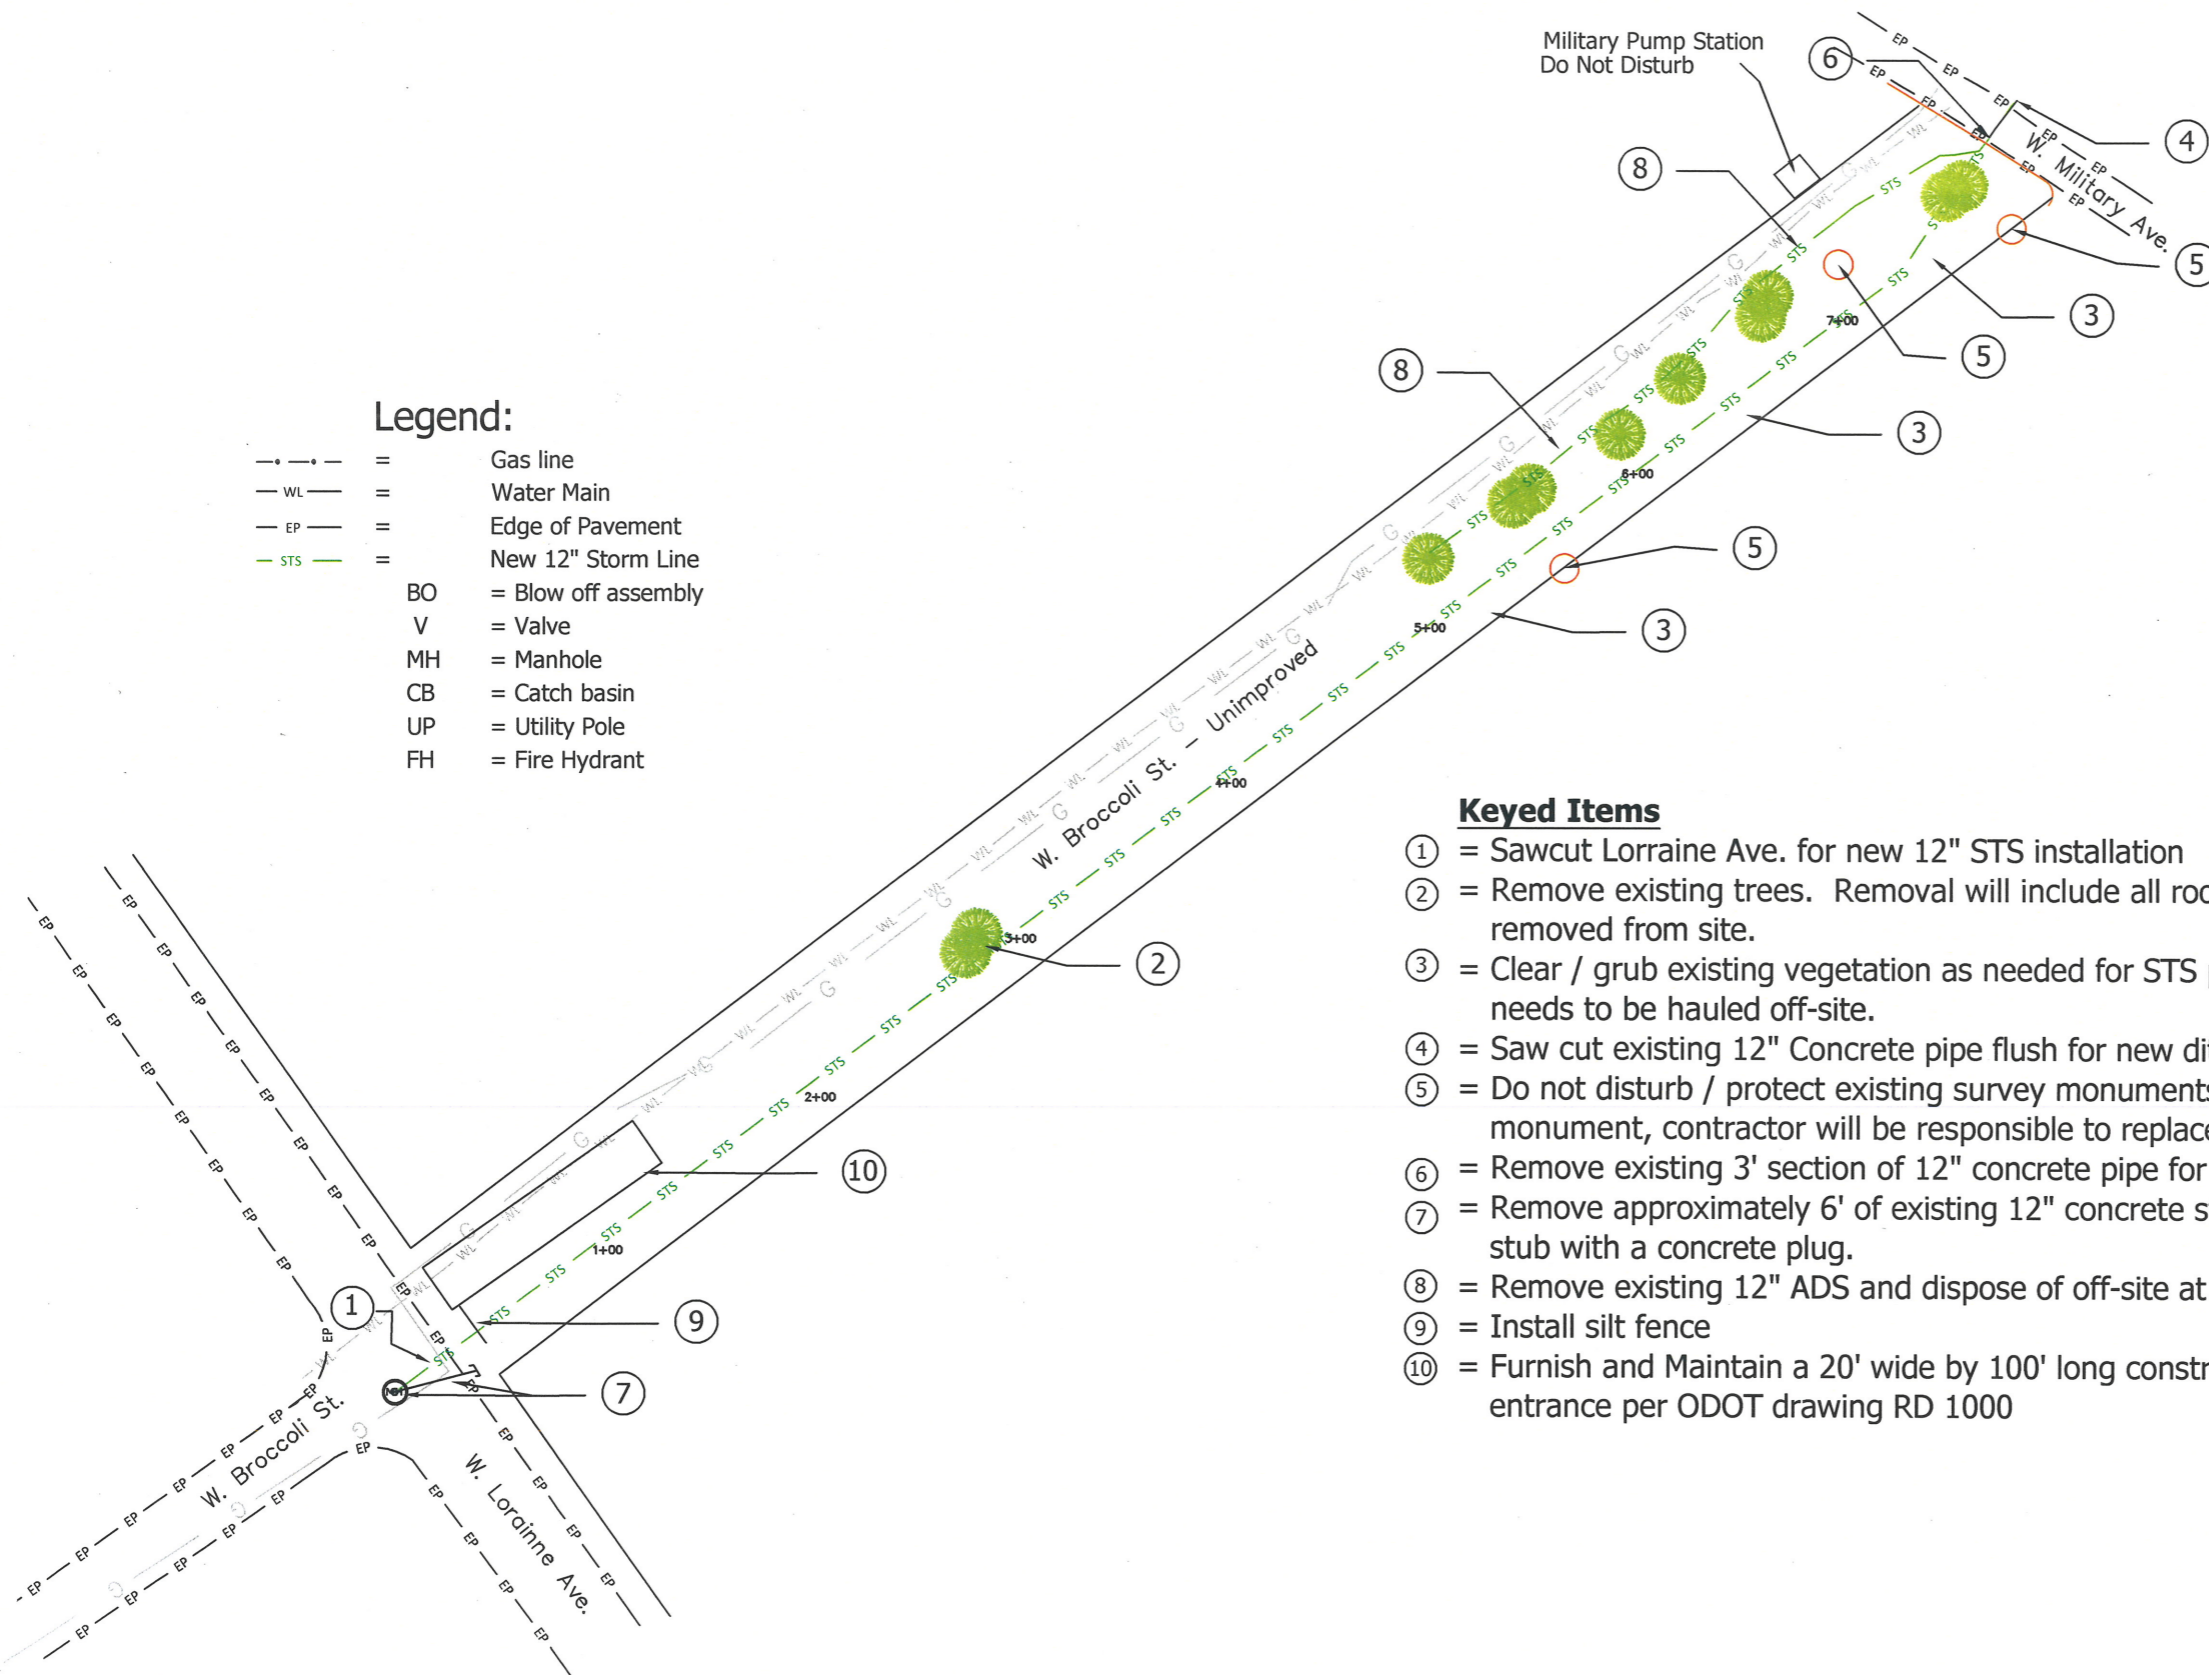 Military Pump Station
Do Not Disturb
6
4
8
W. Military Ave.
5
3
7+00
5
8
3
6+00
5
5+00
3
Legend:
= Gas line
WL = Water Main
EP = Edge of Pavement
STS = New 12" Storm Line
BO = Blow off assembly
V = Valve
MH = Manhole
CB = Catch basin
UP = Utility Pole
FH = Fire Hydrant
W. Broccoli St. - Unimproved
4+00
3+00
2
2+00
10
1+00
1
9
7
W. Broccoli St.
W. Lorainne Ave.
Keyed Items
1 = Sawcut Lorraine Ave. for new 12" STS installation
2 = Remove existing trees. Removal will include all
removed from site.
3 = Clear / grub existing vegetation as needed for STS
needs to be hauled off-site.
4 = Saw cut existing 12" Concrete pipe flush for new
5 = Do not disturb / protect existing survey monuments
monument, contractor will be responsible to replace
6 = Remove existing 3' section of 12" concrete pipe for
7 = Remove approximately 6' of existing 12" concrete
stub with a concrete plug.
8 = Remove existing 12" ADS and dispose of off-site at
9 = Install silt fence
10 = Furnish and Maintain a 20' wide by 100' long
entrance per ODOT drawing RD 1000